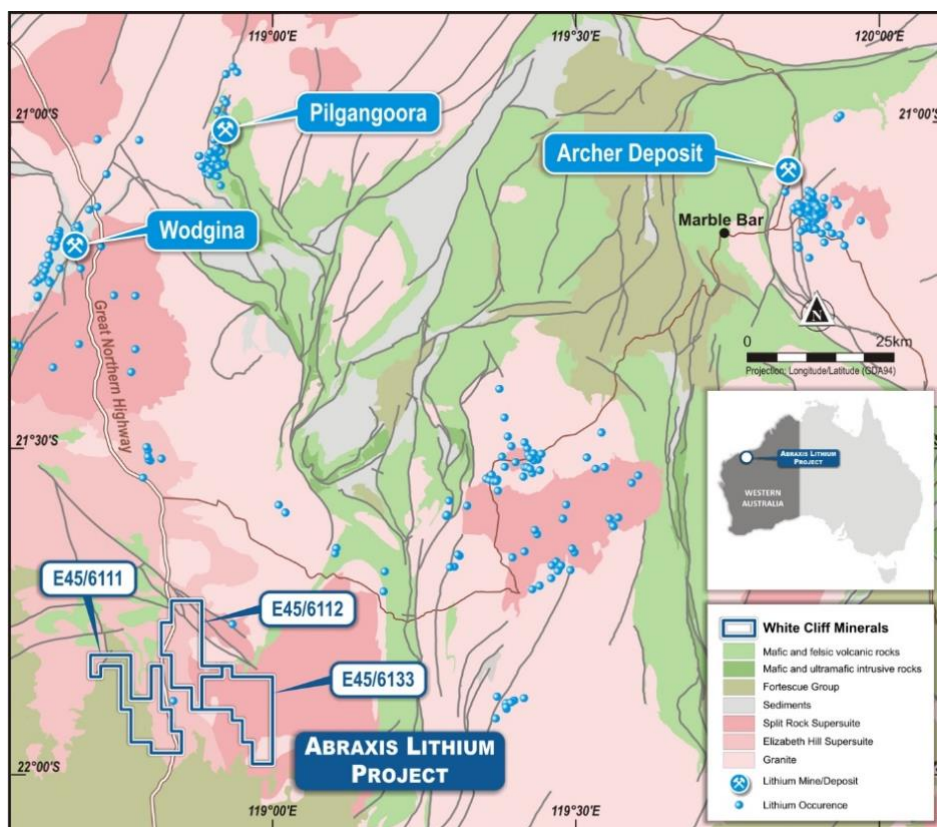 119°00'E
119°30'E
120°00'E
21°00'S
21°00'S
Pilgangoora
Archer Deposit
Wodgina
Marble Bar
Great Northern Highway
N
0
25km
Projection: Longitude/Latitude (GDA94)
21°30'S
21°30'S
ABRAXIS LITHIUM
PROJECT
WESTERN
AUSTRALIA
E45/6111
E45/6112
E45/6133
ABRAXIS LITHIUM
PROJECT
22°00'S
119°00'E
119°30'E
White Cliff Minerals
Mafic and felsic volcanic rocks
Mafic and ultramafic intrusive rocks
Fortescue Group
Sediments
Split Rock Supersuite
Elizabeth Hill Supersuite
Granite
Lithium Mine/Deposit
Lithium Occurence